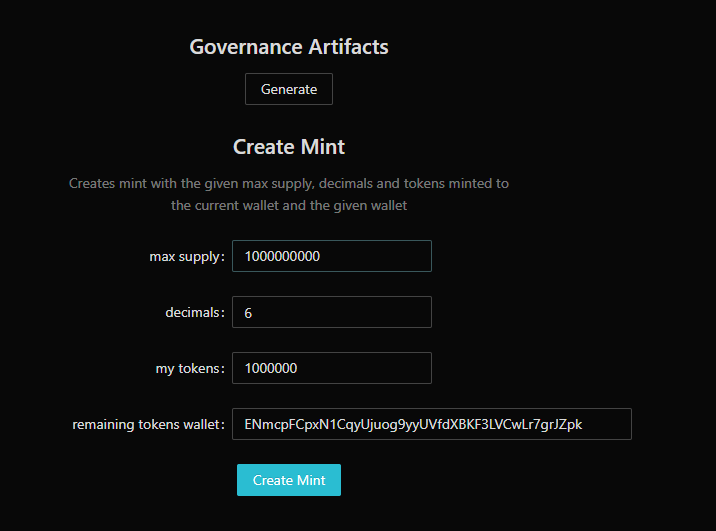 Governance Artifacts
Generate
Create Mint
Creates mint with the given max supply, decimals and tokens minted to
the current wallet and the given wallet
max supply: 1000000000
decimals: 6
my tokens: 1000000
remaining tokens wallet: ENmcpFCpxN1CqyUjuog9yyUVfdXBKF3LVCwLr7grJZpk
Create Mint